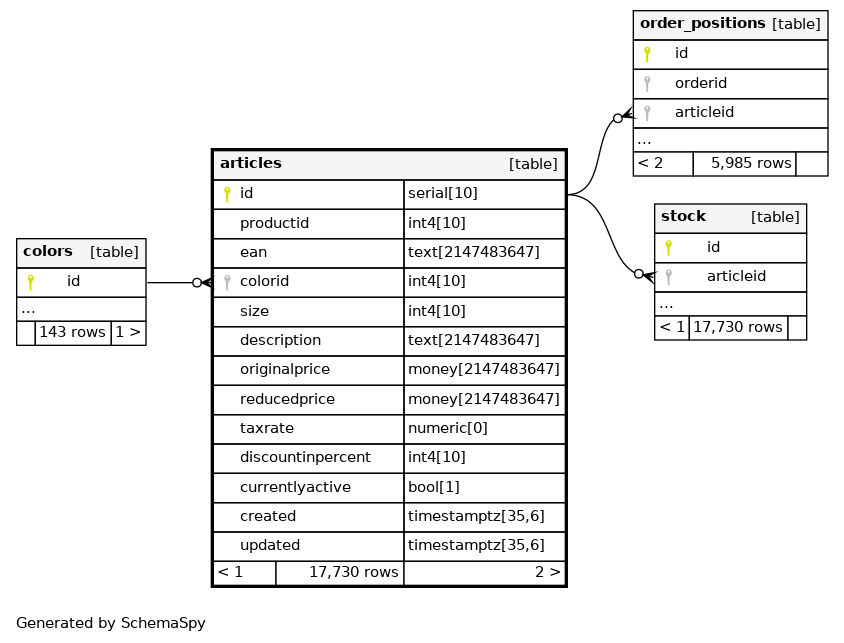 order_positions [table]
id
orderid
articleid
...
< 2 5,985 rows
articles [table]
id serial[10]
productid int4[10]
ean text[2147483647]
colorid int4[10]
size int4[10]
description text[2147483647]
originalprice money[2147483647]
reducedprice money[2147483647]
taxrate numeric[0]
discountinpercent int4[10]
currentlyactive bool[1]
created timestamptz[35,6]
updated timestamptz[35,6]
< 1 17,730 rows 2 >
stock [table]
id
articleid
...
< 1 17,730 rows
colors [table]
id
...
143 rows 1 >
Generated by SchemaSpy